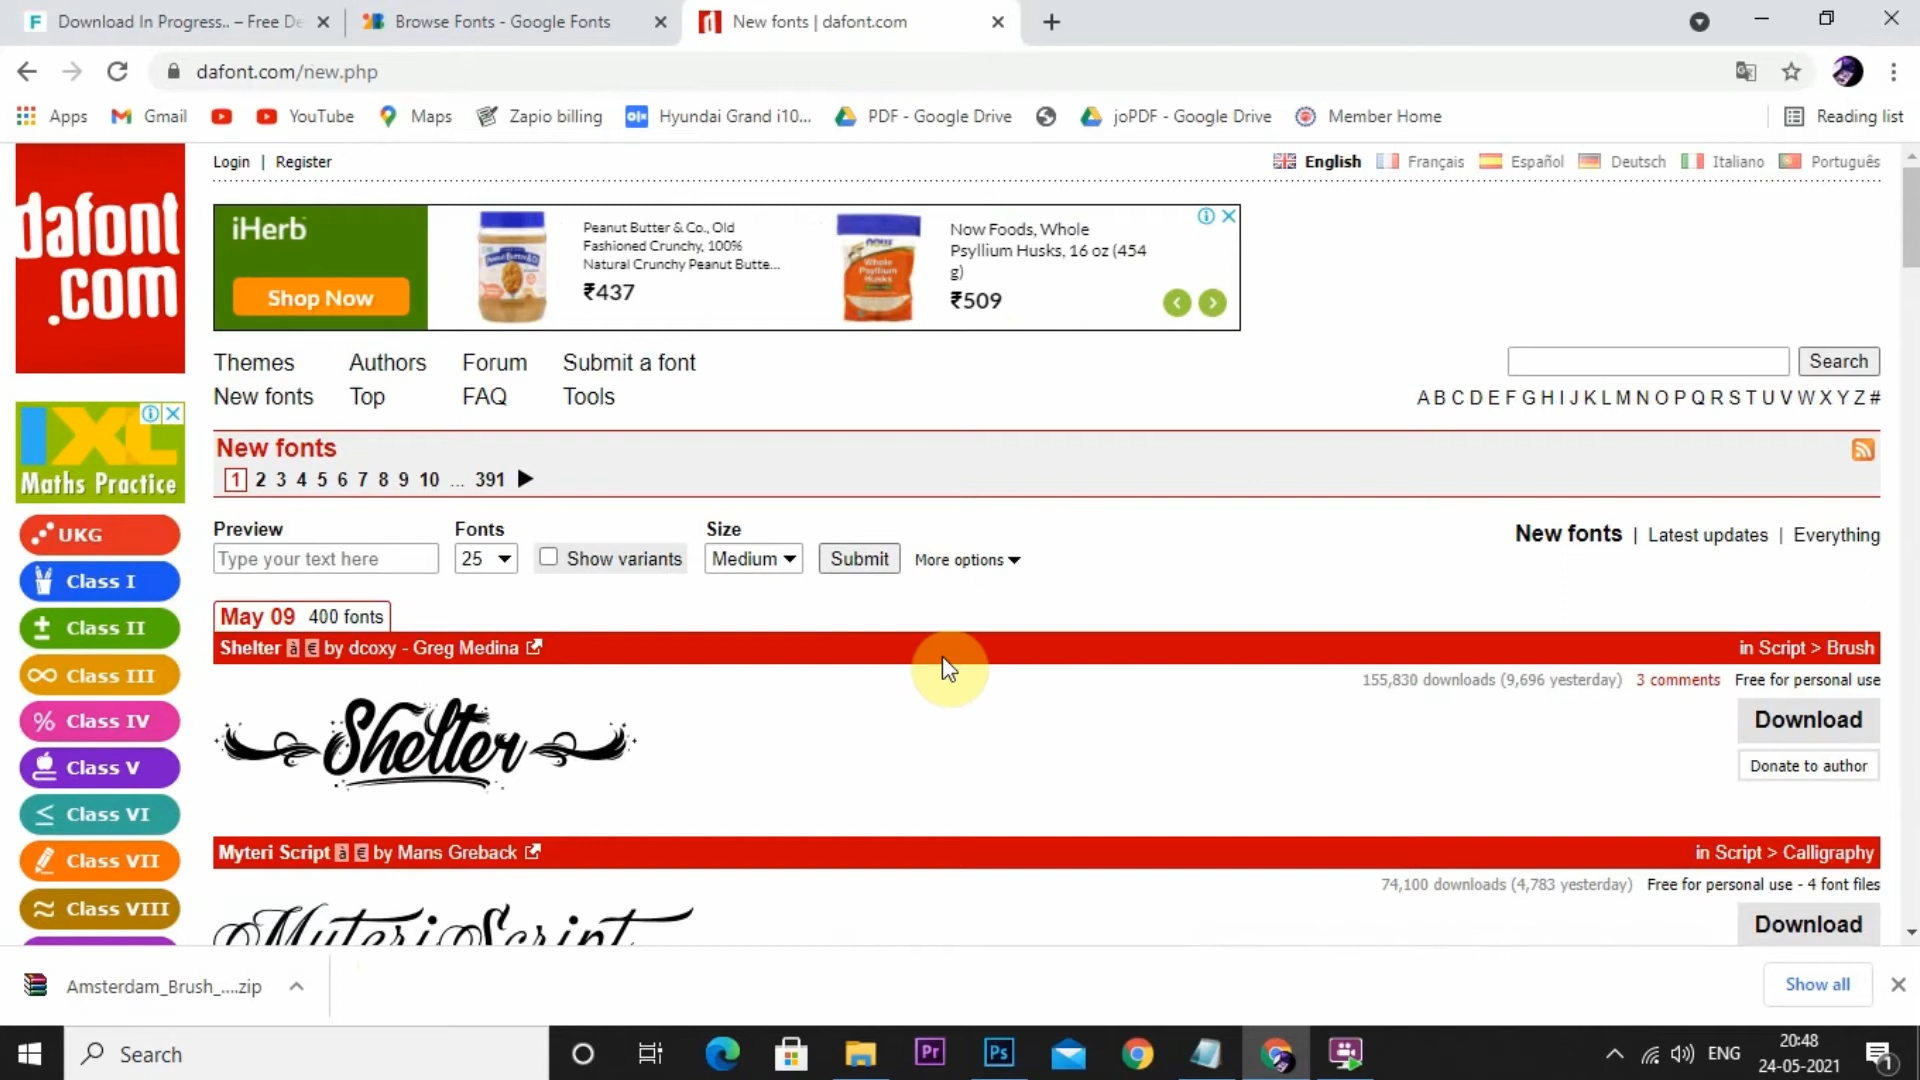 Download In Progress.. – Free De
Browse Fonts - Google Fonts
New fonts | dafont.com
dafont.com/new.php
Apps
Gmail
YouTube
Maps
Zapio billing
Hyundai Grand i10...
PDF - Google Drive
joPDF - Google Drive
Member Home
Reading list
dafont
.com
Login | Register
English
Français
Español
Deutsch
Italiano
Português
iHerb
Shop Now
Peanut Butter & Co., Old
Fashioned Crunchy, 100%
Natural Crunchy Peanut Butte...
₹437
Now Foods, Whole
Psyllium Husks, 16 oz (454
g)
₹509
Themes Authors Forum Submit a font
New fonts Top FAQ Tools
Search
A B C D E F G H I J K L M N O P Q R S T U V W X Y Z #
IXL
Maths Practice
UKG
Class I
Class II
Class III
Class IV
Class V
Class VI
Class VII
Class VIII
New fonts
1 2 3 4 5 6 7 8 9 10 ... 391
Preview Fonts Size
Type your text here
25
Show variants
Medium
Submit
More options
New fonts | Latest updates | Everything
May 09 400 fonts
Shelter à € by dcoxy - Greg Medina
in Script > Brush
155,830 downloads (9,696 yesterday) 3 comments Free for personal use
Shelter
Download
Donate to author
Myteri Script à € by Mans Greback
in Script > Calligraphy
74,100 downloads (4,783 yesterday) Free for personal use - 4 font files
Myteri Script
Download
Amsterdam_Brush_....zip
Show all
Search
Pr
Ps
ENG
20:48
24-05-2021
1